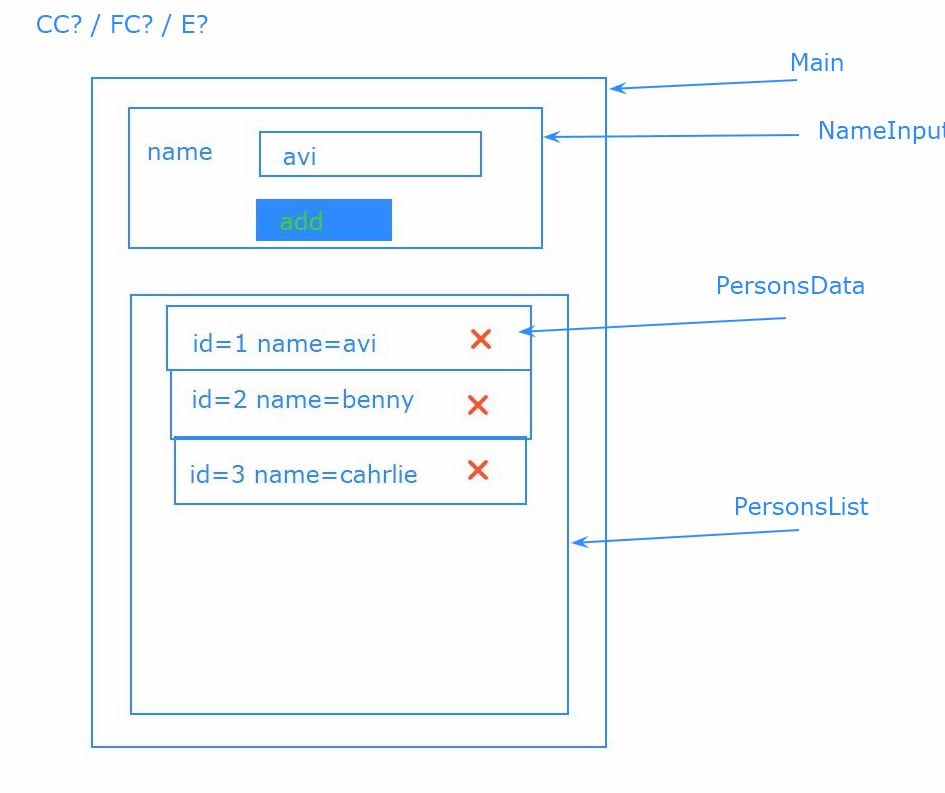 CC? / FC? / E?
Main
NameInput
name
avi
add
PersonsData
id=1 name=avi
id=2 name=benny
id=3 name=cahrlie
PersonsList